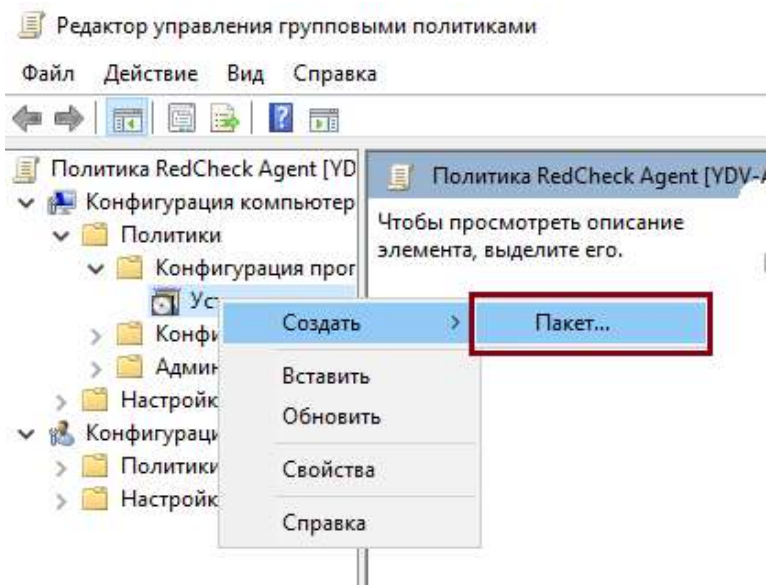 Редактор управления групповыми политиками
Файл Действие Вид Справка
Политика RedCheck Agent [YD
Конфигурация компьютер
Политики
Конфигурация прог
Ус
Конфи
Админ
Настройк
Конфигураци
Политики
Настройк
Политика RedCheck Agent [YDV-A
Чтобы просмотреть описание
элемента, выделите его.
Создать
Вставить
Обновить
Свойства
Справка
Пакет...